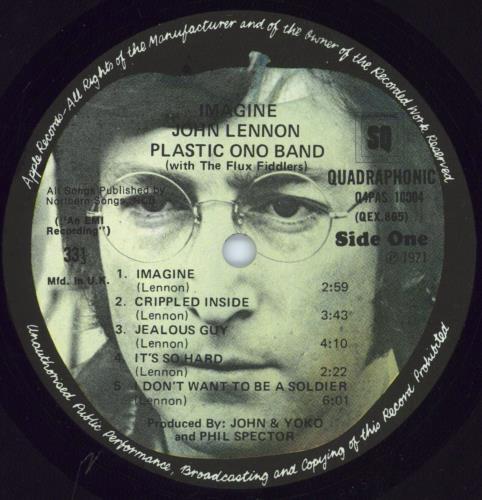 Apple Records-All Rights of the Manufacturer and of the Owner of the Recorded Work Reserved
IMAGINE
JOHN LENNON
PLASTIC ONO BAND
(with The Flux Fiddlers)
SQ
QUADRAPHONIC
Q4PAS 10004
(QEX.865)
Side One
℗ 1971
All Songs Published by
Northern Songs, NCB
("An EMI
Recording")
33⅓
Mfd. in U.K.
1. IMAGINE
(Lennon) 2:59
2. CRIPPLED INSIDE
(Lennon) 3:43
3. JEALOUS GUY
(Lennon) 4:10
4. IT'S SO HARD
(Lennon) 2:22
5. I DON'T WANT TO BE A SOLDIER
(Lennon) 6:01
Produced By: JOHN & YOKO
and PHIL SPECTOR
Unauthorised Public Performance, Broadcasting and Copying of this Record Prohibited